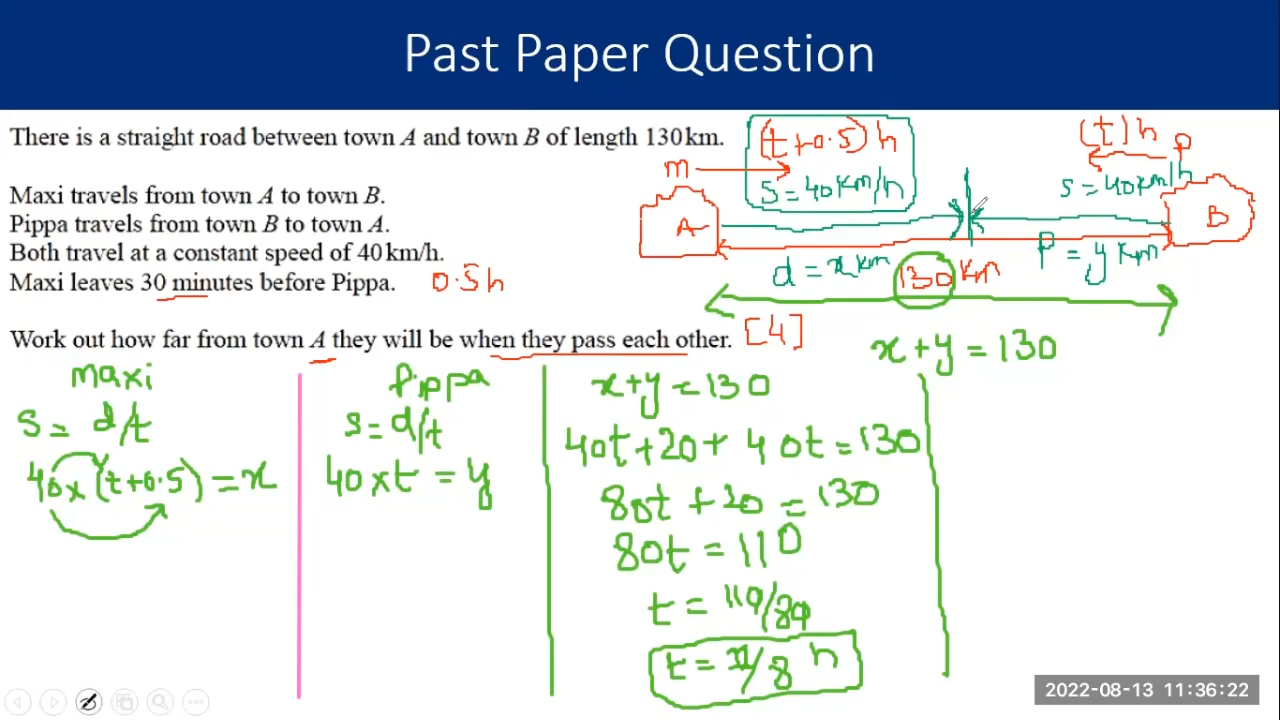 Past Paper Question
There is a straight road between town A and town B of length 130 km.
Maxi travels from town A to town B.
Pippa travels from town B to town A.
Both travel at a constant speed of 40 km/h.
Maxi leaves 30 minutes before Pippa. 0.5h
Work out how far from town A they will be when they pass each other. [4]
(t+0.5) h
m
s = 40 km/h
(t) h
P
s = 40 km/h
A
B
d = x km
130 km
P = y km
x + y = 130
maxi
s = d/t
40 × (t+0.5) = x
Pippa
s = d/t
40 × t = y
x+y = 130
40t + 20 + 40t = 130
80t + 20 = 130
80t = 110
t = 110/80
t = 11/8 h
2022-08-13 11:36:22